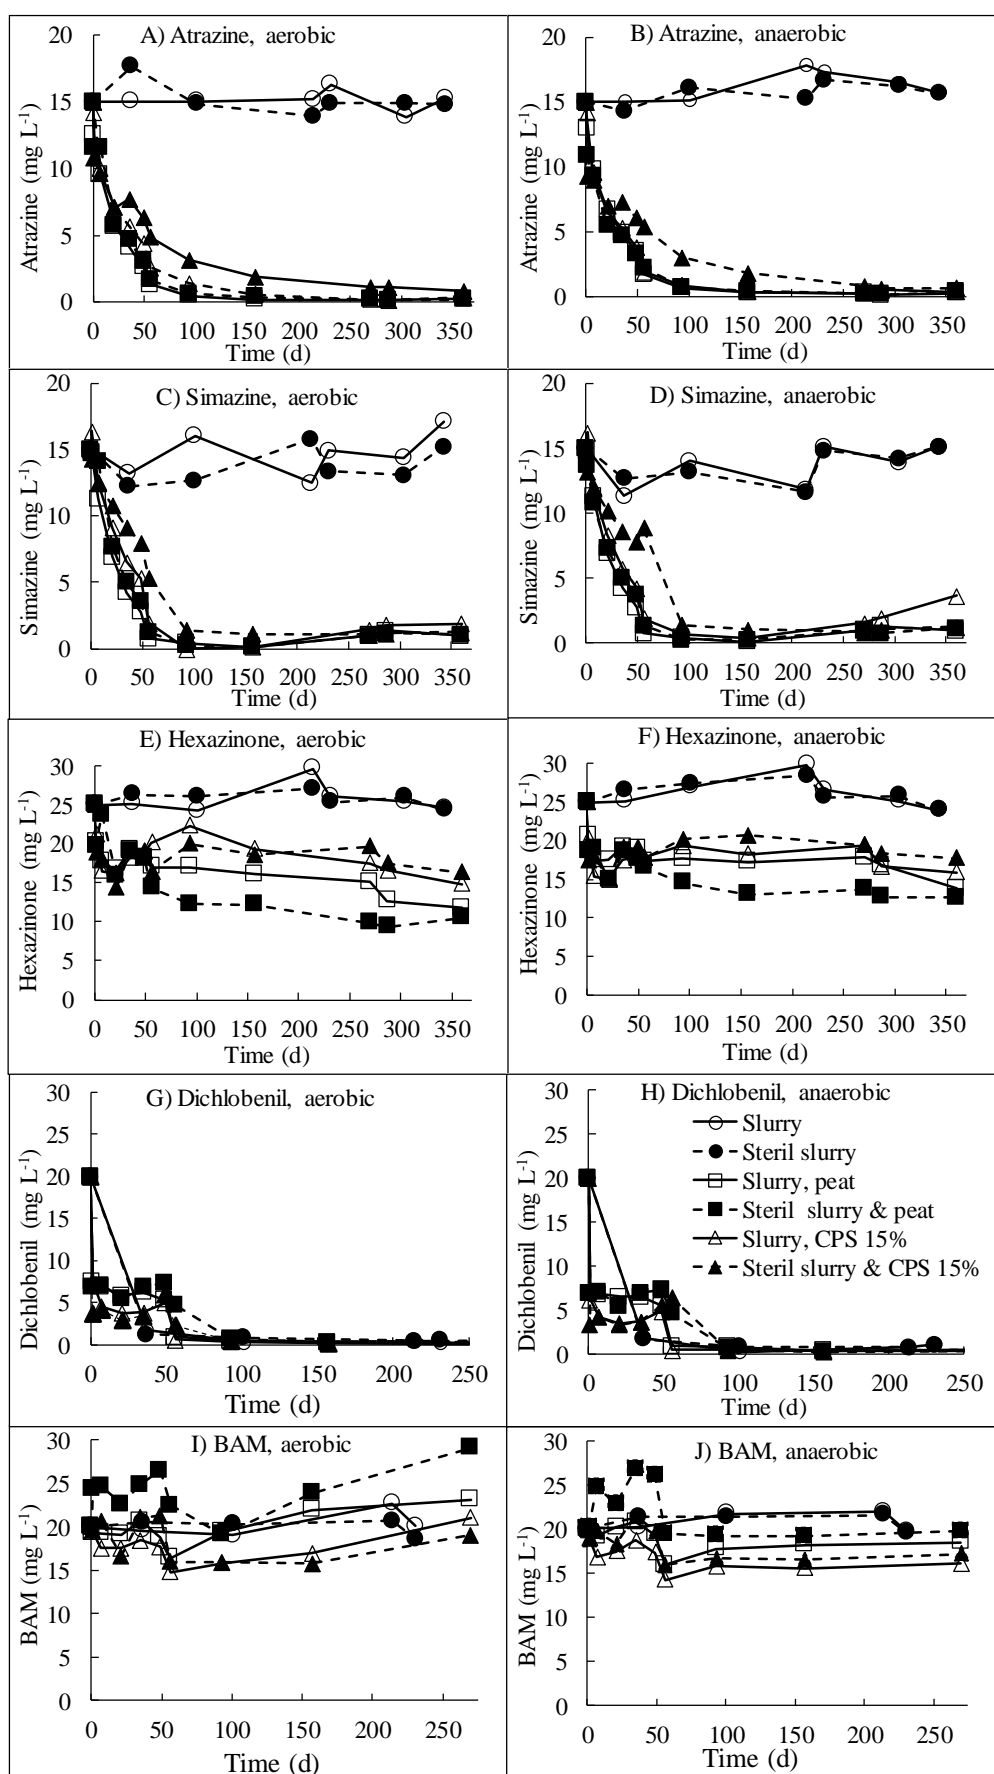 A) Atrazine, aerobic
20
15
10
5
0
Atrazine (mg L⁻¹)
0 50 100 150 200 250 300 350
Time (d)
B) Atrazine, anaerobic
20
15
10
5
0
Atrazine (mg L⁻¹)
0 50 100 150 200 250 300 350
Time (d)
C) Simazine, aerobic
20
15
10
5
0
Simazine (mg L⁻¹)
0 50 100 150 200 250 300 350
Time (d)
D) Simazine, anaerobic
20
15
10
5
0
Simazine (mg L⁻¹)
0 50 100 150 200 250 300 350
Time (d)
E) Hexazinone, aerobic
30
25
20
15
10
5
0
Hexazinone (mg L⁻¹)
0 50 100 150 200 250 300 350
Time (d)
F) Hexazinone, anaerobic
30
25
20
15
10
5
0
Hexazinone (mg L⁻¹)
0 50 100 150 200 250 300 350
Time (d)
G) Dichlobenil, aerobic
30
25
20
15
10
5
0
Dichlobenil (mg L⁻¹)
0 50 100 150 200 250
Time (d)
H) Dichlobenil, anaerobic
Slurry
Steril slurry
Slurry, peat
Steril slurry & peat
Slurry, CPS 15%
Steril slurry & CPS 15%
30
25
20
15
10
5
0
Dichlobenil (mg L⁻¹)
0 50 100 150 200 250
Time (d)
I) BAM, aerobic
30
25
20
15
10
5
0
BAM (mg L⁻¹)
0 50 100 150 200 250
Time (d)
J) BAM, anaerobic
30
25
20
15
10
5
0
BAM (mg L⁻¹)
0 50 100 150 200 250
Time (d)